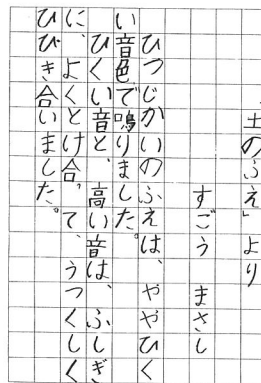 土のふえ」より
すごう まさし
ひつじかいのふえは、ややひく
い音色で鳴りました。
ひくい音と、高い音は、ふしぎ
に、よくとけ合って、うつくしく
ひびき合いました。